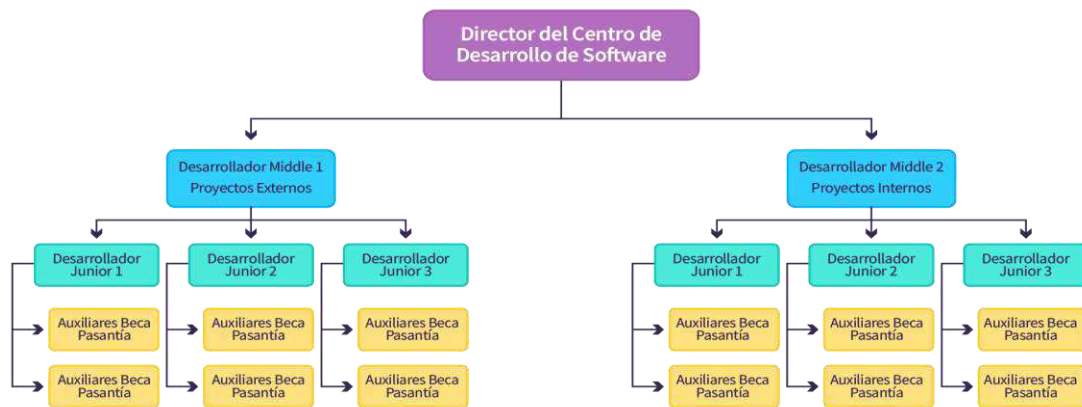 Director del Centro de
Desarrollo de Software
Desarrollador Middle 1
Proyectos Externos
Desarrollador Middle 2
Proyectos Internos
Desarrollador
Junior 1
Desarrollador
Junior 2
Desarrollador
Junior 3
Desarrollador
Junior 1
Desarrollador
Junior 2
Desarrollador
Junior 3
Auxiliares Beca
Pasantía
Auxiliares Beca
Pasantía
Auxiliares Beca
Pasantía
Auxiliares Beca
Pasantía
Auxiliares Beca
Pasantía
Auxiliares Beca
Pasantía
Auxiliares Beca
Pasantía
Auxiliares Beca
Pasantía
Auxiliares Beca
Pasantía
Auxiliares Beca
Pasantía
Auxiliares Beca
Pasantía
Auxiliares Beca
Pasantía